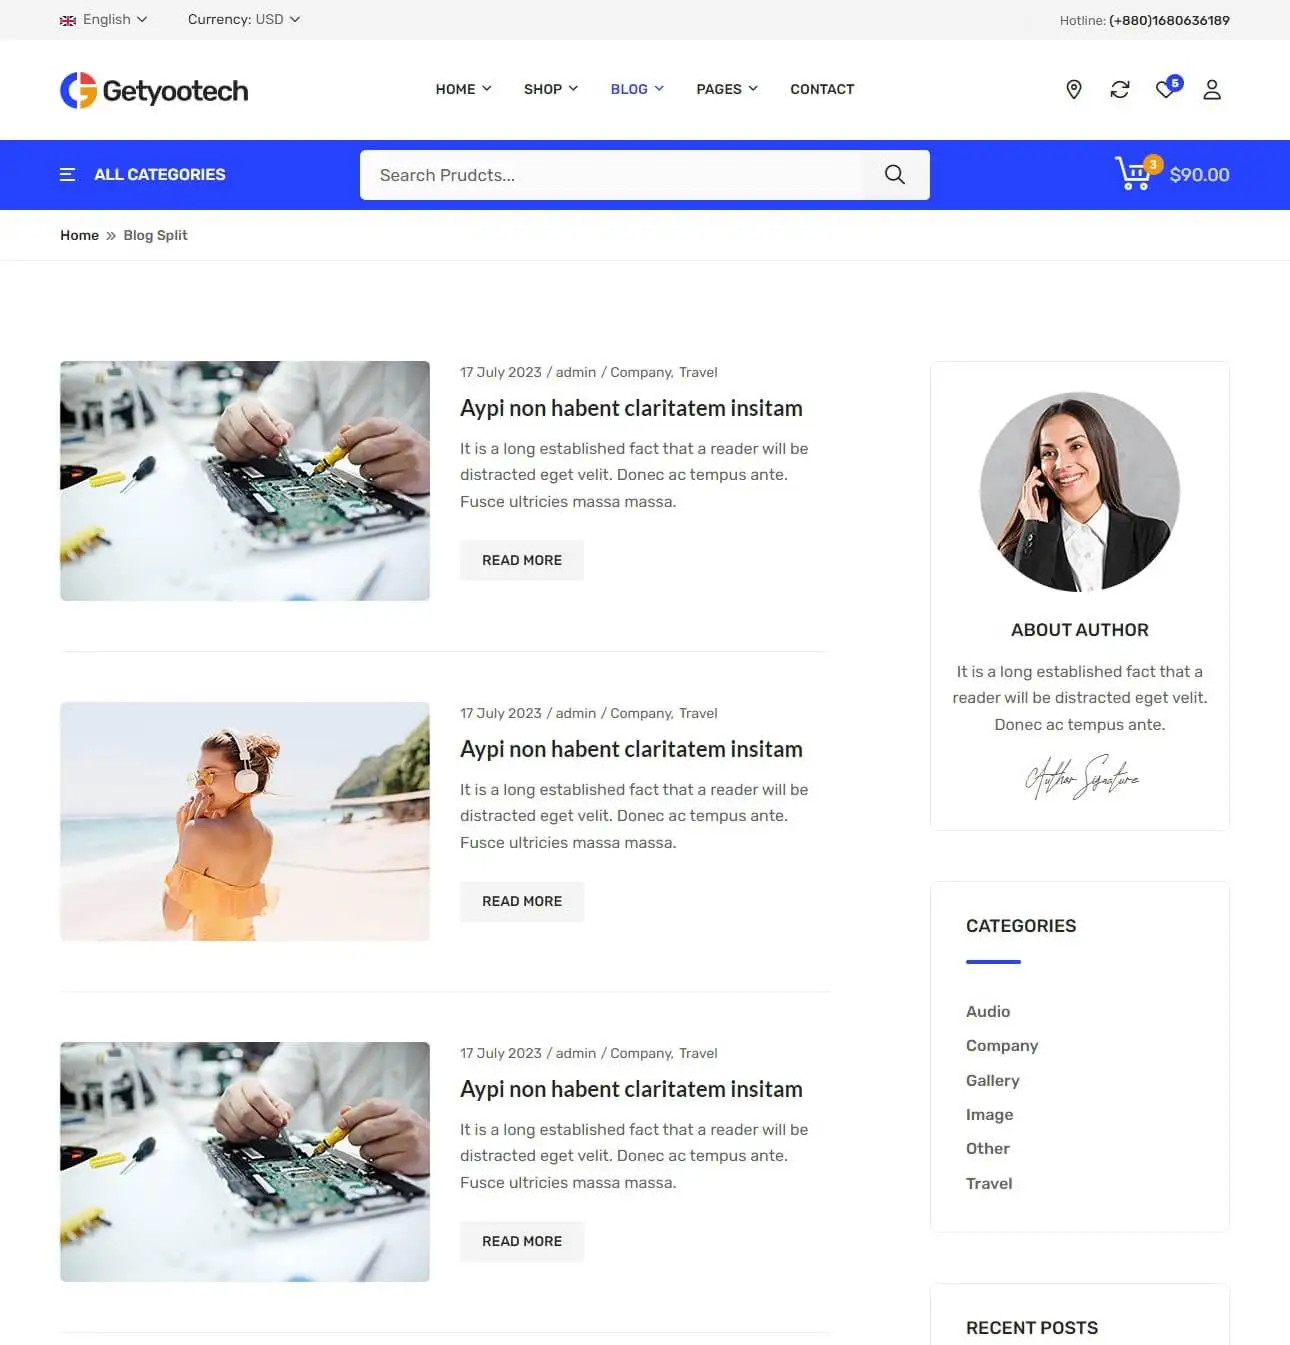 English
Currency: USD
Hotline: (+880)1680636189
Getyootech
HOME
SHOP
BLOG
PAGES
CONTACT
5
ALL CATEGORIES
Search Prudcts...
3
$90.00
Home » Blog Split
17 July 2023 / admin / Company, Travel
Aypi non habent claritatem insitam
It is a long established fact that a reader will be
distracted eget velit. Donec ac tempus ante.
Fusce ultricies massa massa.
READ MORE
17 July 2023 / admin / Company, Travel
Aypi non habent claritatem insitam
It is a long established fact that a reader will be
distracted eget velit. Donec ac tempus ante.
Fusce ultricies massa massa.
READ MORE
17 July 2023 / admin / Company, Travel
Aypi non habent claritatem insitam
It is a long established fact that a reader will be
distracted eget velit. Donec ac tempus ante.
Fusce ultricies massa massa.
READ MORE
ABOUT AUTHOR
It is a long established fact that a
reader will be distracted eget velit.
Donec ac tempus ante.
Author Signature
CATEGORIES
Audio
Company
Gallery
Image
Other
Travel
RECENT POSTS